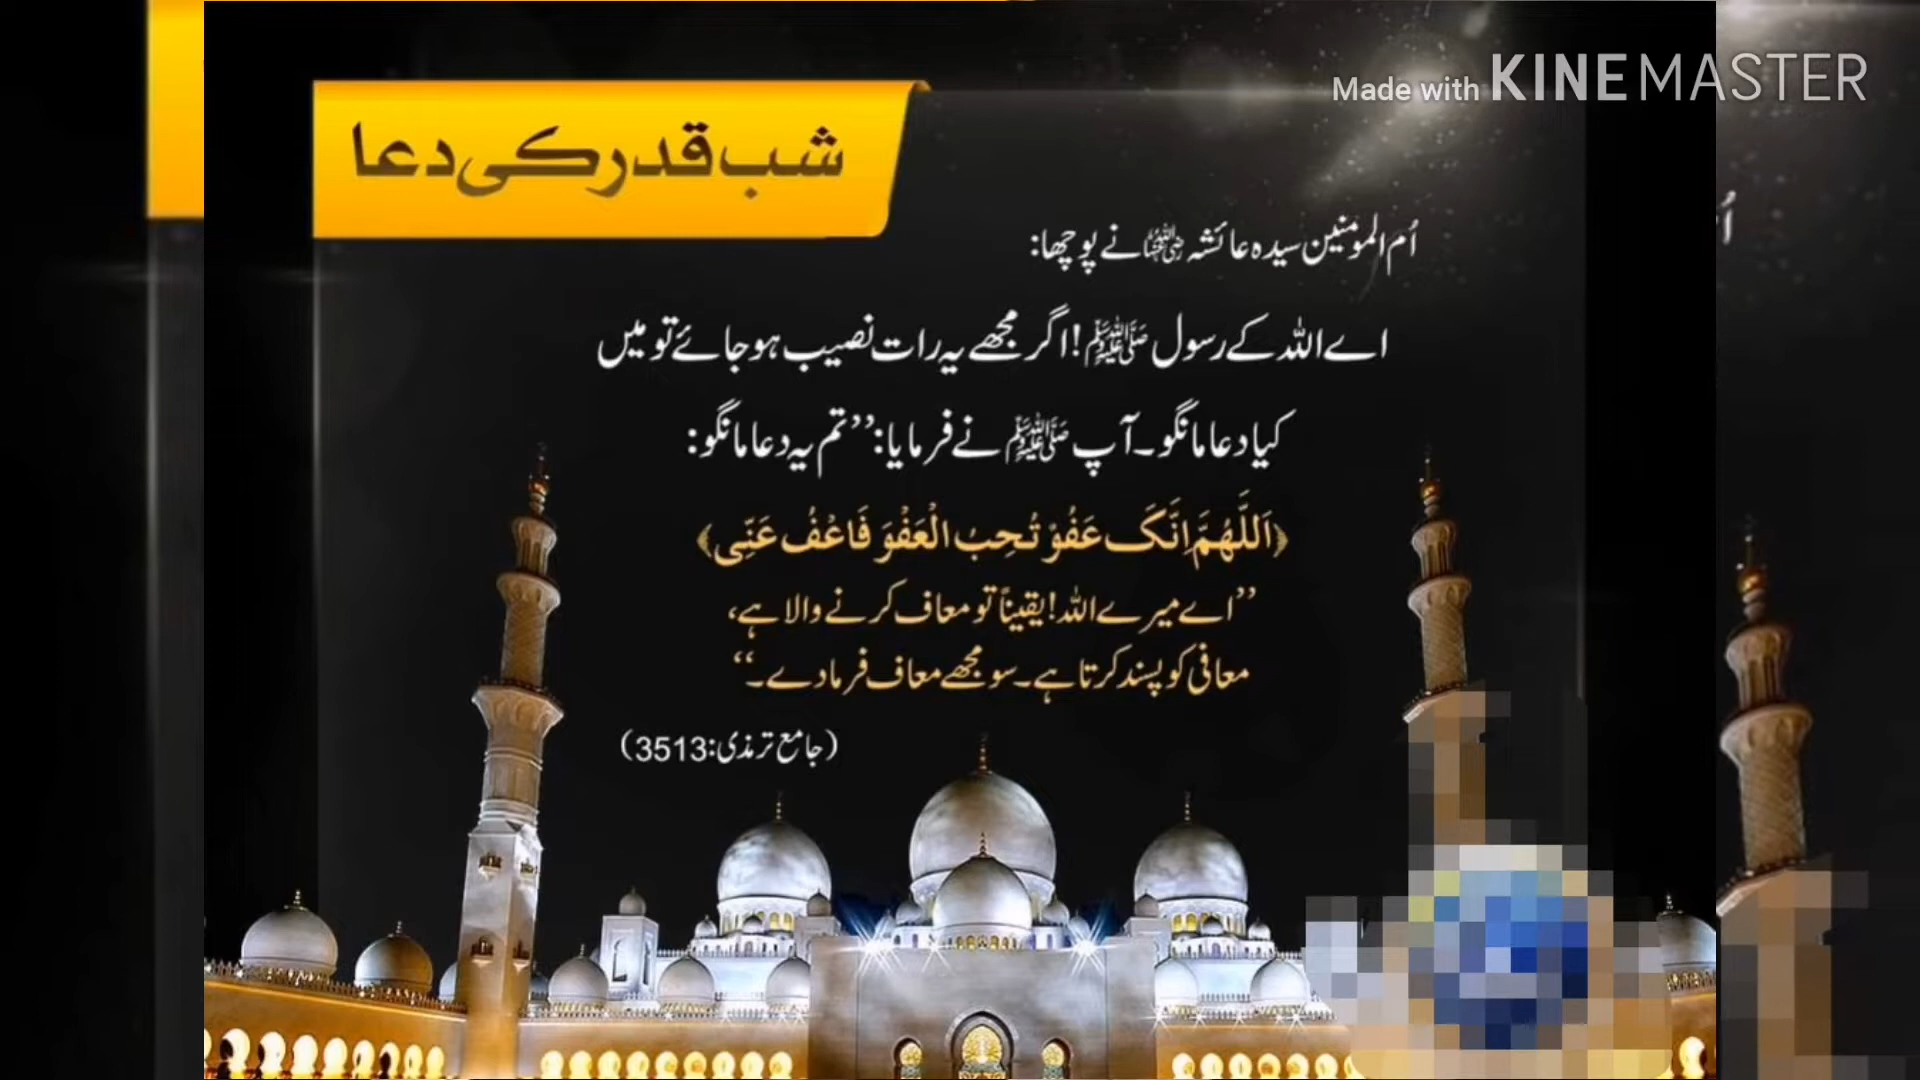 Made with KINEMASTER
شب قدر کی دعا
اُم المومنین سیدہ عائشہ رضی اللہ عنہا نے پوچھا:
اے اللہ کے رسول ﷺ! اگر مجھے یہ رات نصیب ہو جائے تو میں
کیا دعا مانگو۔ آپ ﷺ نے فرمایا: ’’تم یہ دعا مانگو:
﴿اَللَّهُمَّ اِنَّکَ عَفُوْ تُحِبُ الْعَفْوَ فَاعْفُ عَنِّی﴾
’’اے میرے اللہ! یقیناً تو معاف کرنے والا ہے،
معافی کو پسند کرتا ہے۔ سو مجھے معاف فرما دے۔‘‘
(جامع ترمذی: 3513)